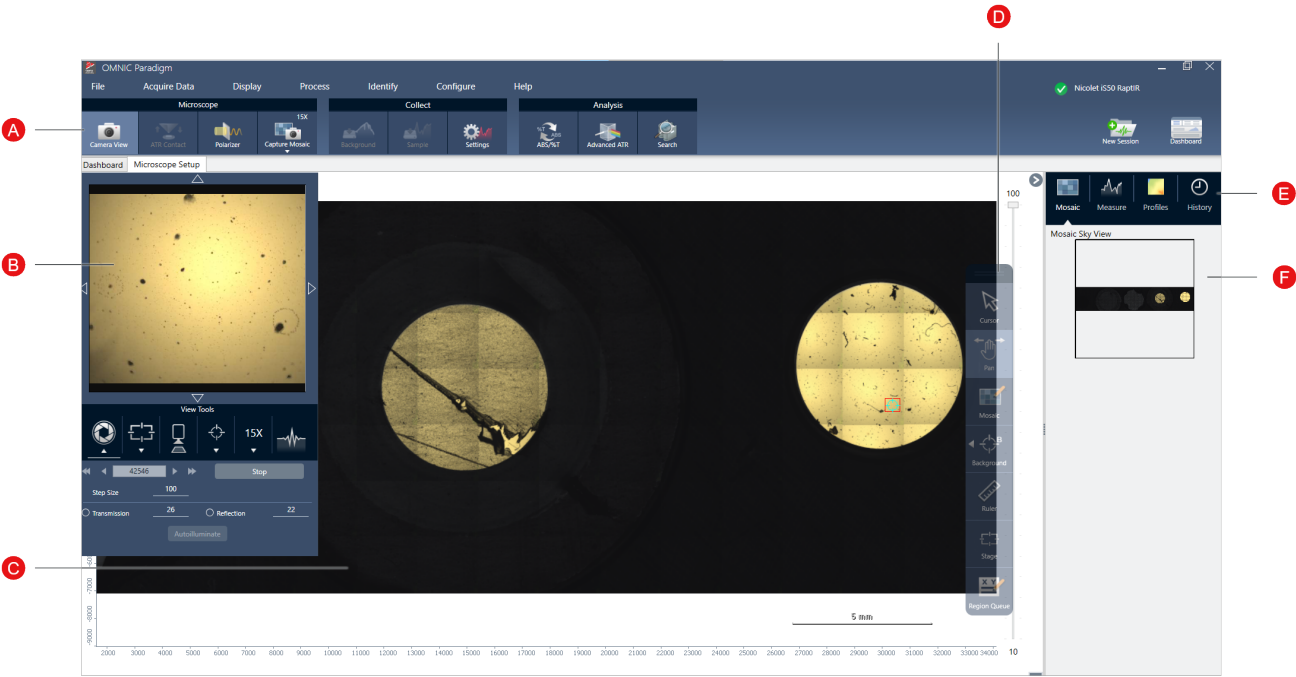 D
OMNIC Paradigm
File Acquire Data Display Process Identify Configure Help
Nicolet iS50 RaptIR
Microscope Collect Analysis
15X
A
Camera View ATR Contact Polarizer Capture Mosaic Background Sample Settings %T ABS ABS/%T Advanced ATR Search New Session Dashboard
Dashboard Microscope Setup
100
E
Mosaic Measure Profiles History
Mosaic Sky View
B
F
Cursor
Pan
Mosaic
B
Background
Ruler
Stage
X Y
Region Queue
View Tools
15X
42546 Stop
Step Size 100
Transmission 26 Reflection 22
Autoilluminate
C
-7000
-8000
-9000
5 mm
2000 3000 4000 5000 6000 7000 8000 9000 10000 11000 12000 13000 14000 15000 16000 17000 18000 19000 20000 21000 22000 23000 24000 25000 26000 27000 28000 29000 30000 31000 32000 33000 34000
10